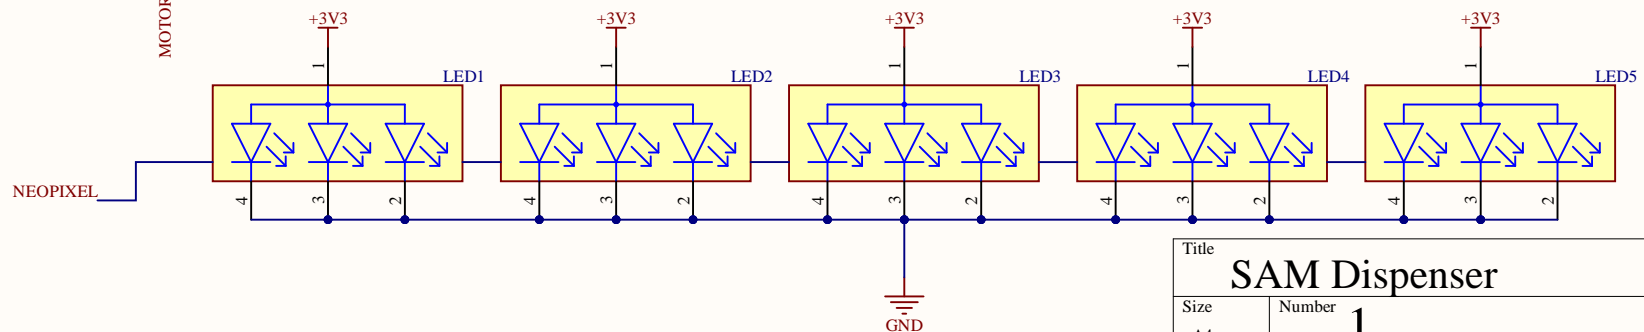 MOTOR
+3V3 +3V3 +3V3 +3V3 +3V3
1 1 1 1 1
LED1 LED2 LED3 LED4 LED5
NEOPIXEL
4 3 2 4 3 2 4 3 2 4 3 2 4 3 2
GND
Title
SAM Dispenser
Size Number
1